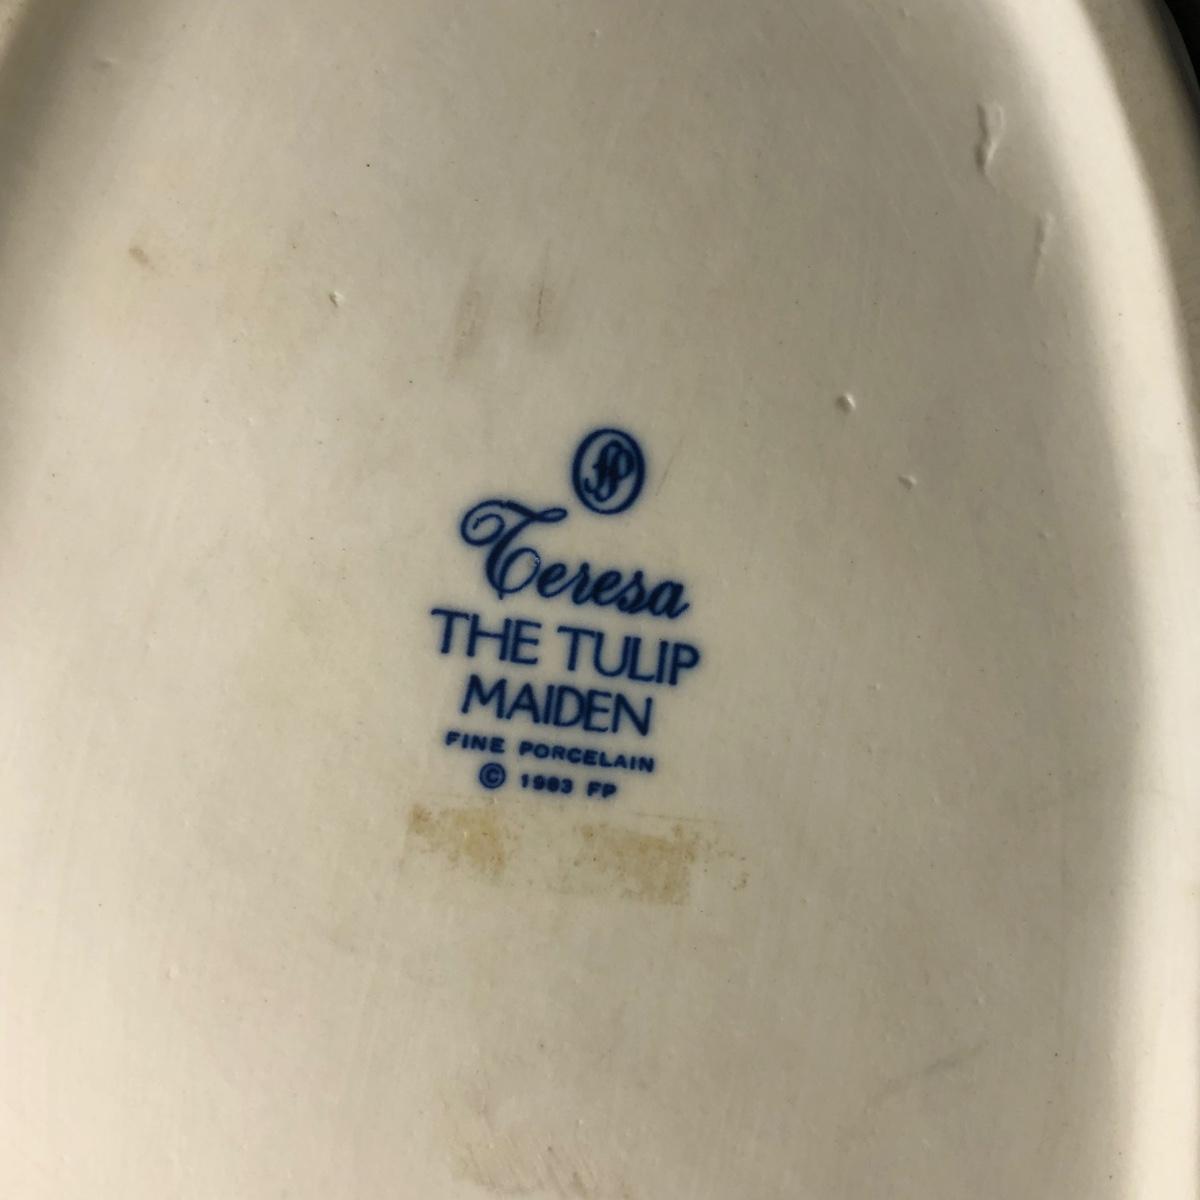 FP
Teresa
THE TULIP
MAIDEN
FINE PORCELAIN
© 1983 FP